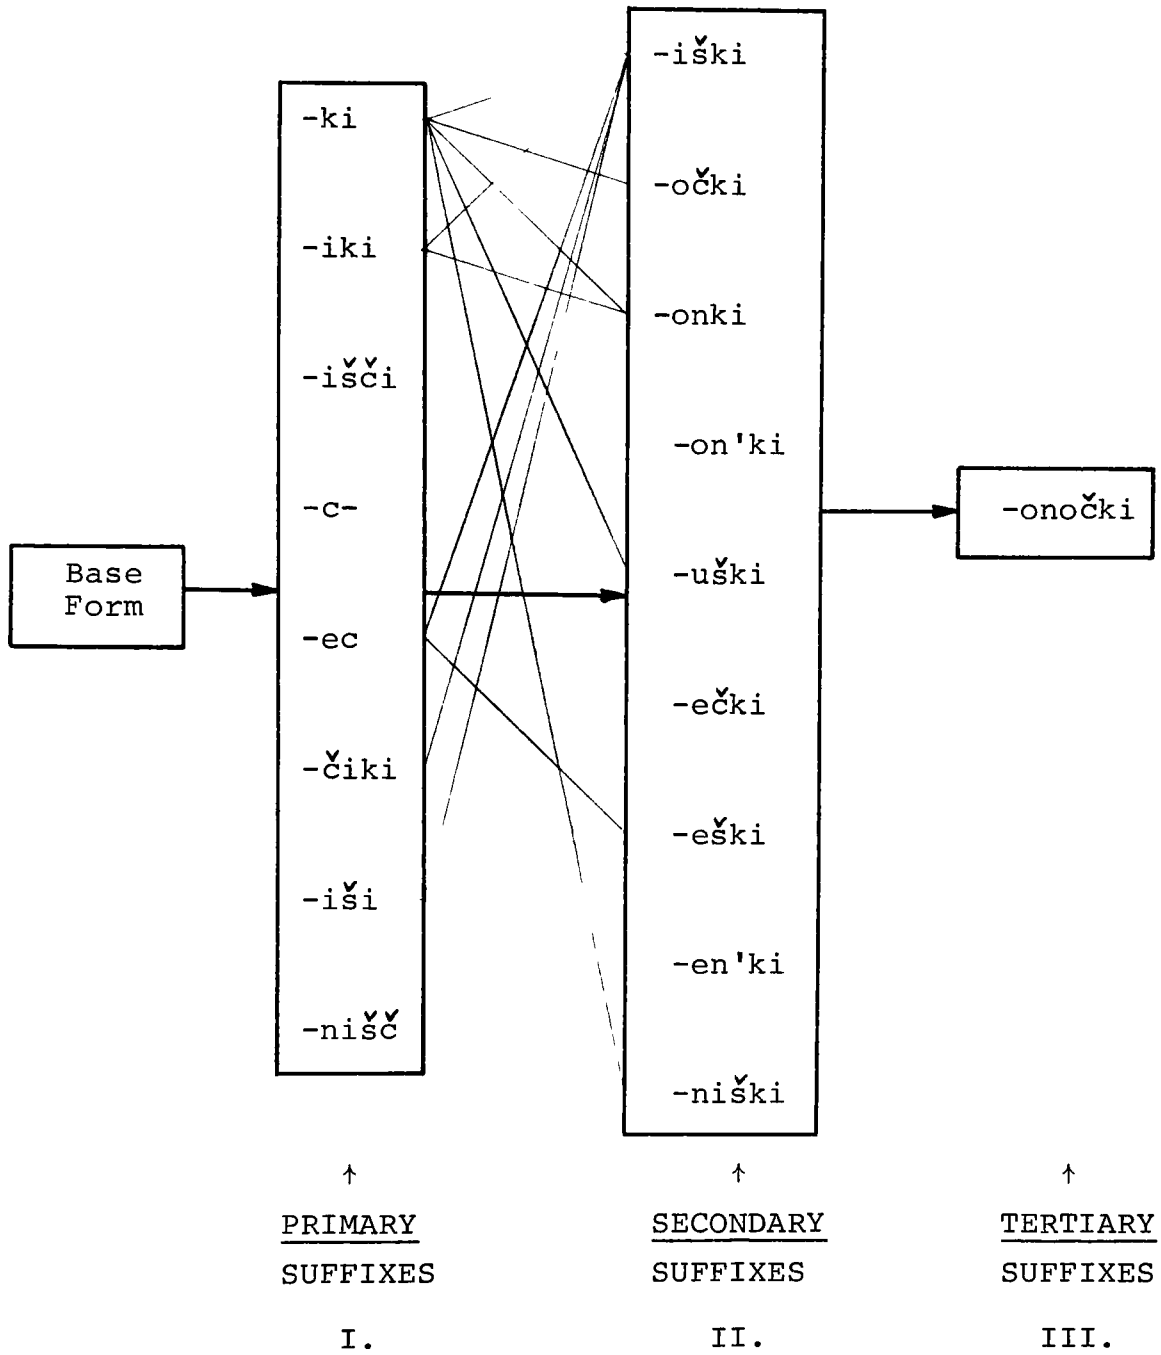 Base
Form
-ki
-iki
-išči
-c-
-ec
-čiki
-iši
-nišč
-iški
-očki
-onki
-on'ki
-uški
-ečki
-eški
-en'ki
-niški
-onočki
↑
PRIMARY
SUFFIXES
I.
↑
SECONDARY
SUFFIXES
II.
↑
TERTIARY
SUFFIXES
III.